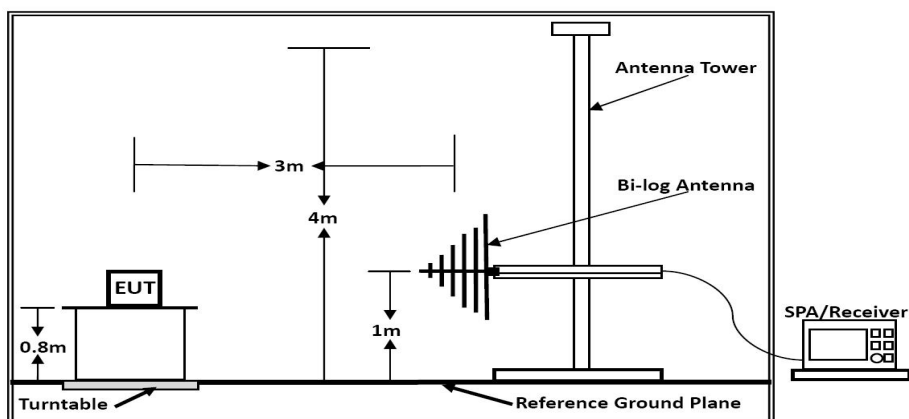 Antenna Tower
3m
Bi-log Antenna
4m
EUT
SPA/Receiver
1m
0.8m
Turntable
Reference Ground Plane